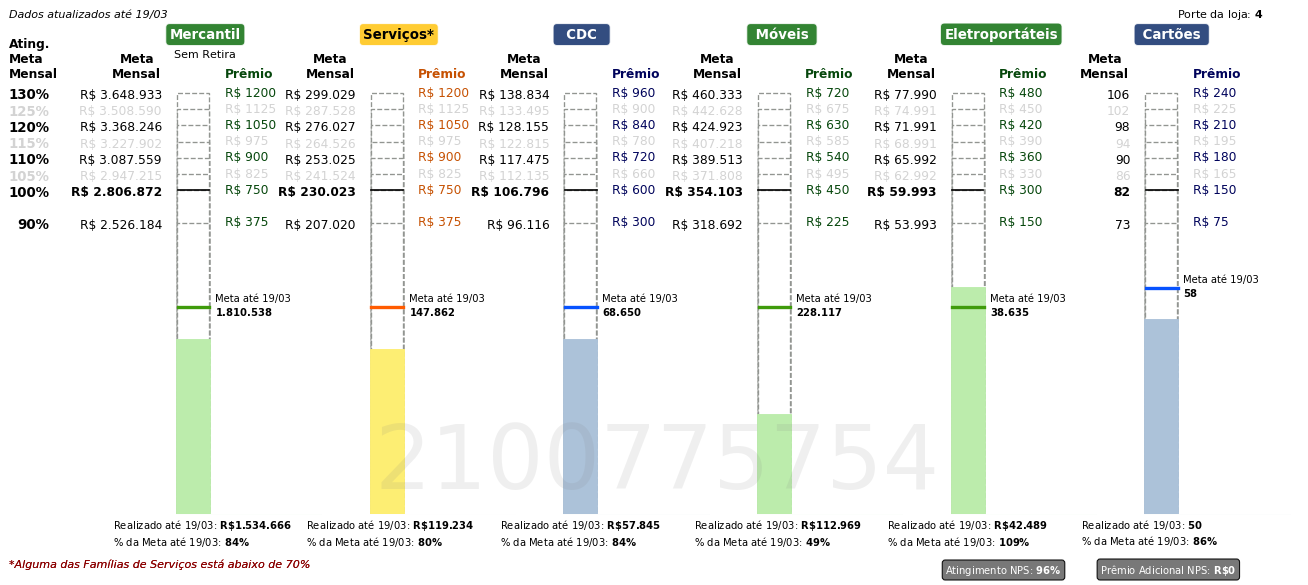 Dados atualizados até 19/03 Porte da loja: 4
Mercantil Serviços* CDC Móveis Eletroportáteis Cartões
Sem Retira
Ating. Meta Mensal Meta Mensal Prêmio Meta Mensal Prêmio Meta Mensal Prêmio Meta Mensal Prêmio Meta Mensal Prêmio Meta Mensal Prêmio
130% R$ 3.648.933 R$ 1200 R$ 299.029 R$ 1200 R$ 138.834 R$ 960 R$ 460.333 R$ 720 R$ 77.990 R$ 480 106 R$ 240
125% R$ 3.508.590 R$ 1125 R$ 287.528 R$ 1125 R$ 133.495 R$ 900 R$ 442.628 R$ 675 R$ 74.991 R$ 450 102 R$ 225
120% R$ 3.368.246 R$ 1050 R$ 276.027 R$ 1050 R$ 128.155 R$ 840 R$ 424.923 R$ 630 R$ 71.991 R$ 420 98 R$ 210
115% R$ 3.227.902 R$ 975 R$ 264.526 R$ 975 R$ 122.815 R$ 780 R$ 407.218 R$ 585 R$ 68.991 R$ 390 94 R$ 195
110% R$ 3.087.559 R$ 900 R$ 253.025 R$ 900 R$ 117.475 R$ 720 R$ 389.513 R$ 540 R$ 65.992 R$ 360 90 R$ 180
105% R$ 2.947.215 R$ 825 R$ 241.524 R$ 825 R$ 112.135 R$ 660 R$ 371.808 R$ 495 R$ 62.992 R$ 330 86 R$ 165
100% R$ 2.806.872 R$ 750 R$ 230.023 R$ 750 R$ 106.796 R$ 600 R$ 354.103 R$ 450 R$ 59.993 R$ 300 82 R$ 150
90% R$ 2.526.184 R$ 375 R$ 207.020 R$ 375 R$ 96.116 R$ 300 R$ 318.692 R$ 225 R$ 53.993 R$ 150 73 R$ 75
Meta até 19/03 Meta até 19/03 Meta até 19/03 Meta até 19/03 Meta até 19/03 Meta até 19/03
1.810.538 147.862 68.650 228.117 38.635 58
21007775754
Realizado até 19/03: R$1.534.666 Realizado até 19/03: R$119.234 Realizado até 19/03: R$57.845 Realizado até 19/03: R$112.969 Realizado até 19/03: R$42.489 Realizado até 19/03: 50
% da Meta até 19/03: 84% % da Meta até 19/03: 80% % da Meta até 19/03: 84% % da Meta até 19/03: 49% % da Meta até 19/03: 109% % da Meta até 19/03: 86%
*Alguma das Famílias de Serviços está abaixo de 70% Atingimento NPS: 96% Prêmio Adicional NPS: R$0